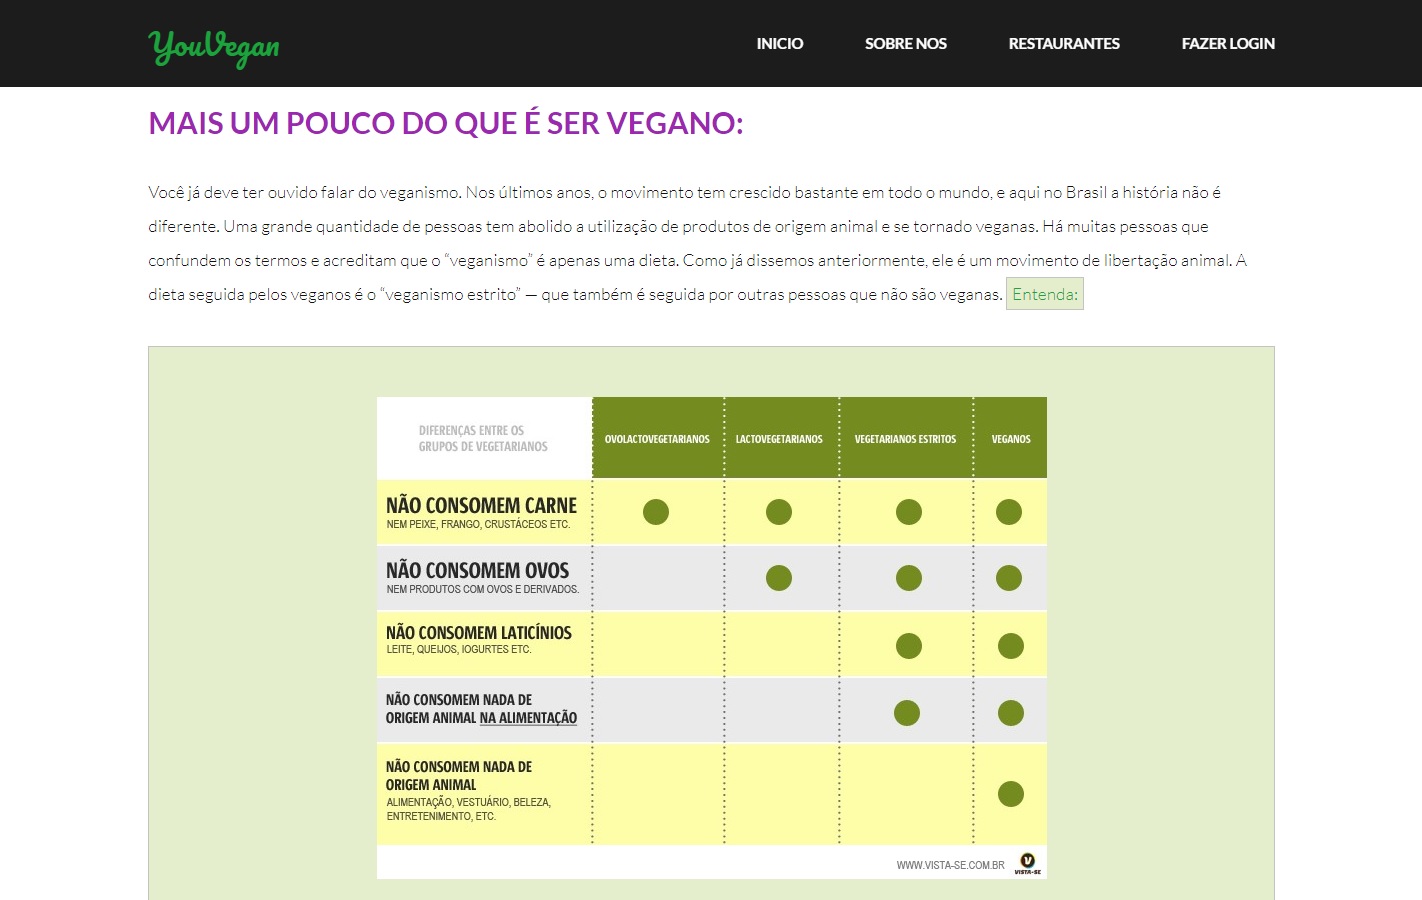 YouVegan
INICIO
SOBRE NOS
RESTAURANTES
FAZER LOGIN
MAIS UM POUCO DO QUE É SER VEGANO:
Você já deve ter ouvido falar do veganismo. Nos últimos anos, o movimento tem crescido bastante em todo o mundo, e aqui no Brasil a história não é
diferente. Uma grande quantidade de pessoas tem abolido a utilização de produtos de origem animal e se tornado veganas. Há muitas pessoas que
confundem os termos e acreditam que o “veganismo” é apenas uma dieta. Como já dissemos anteriormente, ele é um movimento de libertação animal. A
dieta seguida pelos veganos é o “veganismo estrito” — que também é seguida por outras pessoas que não são veganas. Entenda:
DIFERENÇAS ENTRE OS
GRUPOS DE VEGETARIANOS
OVOLACTOVEGETARIANOS
LACTOVEGETARIANOS
VEGETARIANOS ESTRITOS
VEGANOS
NÃO CONSOMEM CARNE
NEM PEIXE, FRANGO, CRUSTÁCEOS ETC.
NÃO CONSOMEM OVOS
NEM PRODUTOS COM OVOS E DERIVADOS.
NÃO CONSOMEM LATICÍNIOS
LEITE, QUEIJOS, IOGURTES ETC.
NÃO CONSOMEM NADA DE
ORIGEM ANIMAL NA ALIMENTAÇÃO
NÃO CONSOMEM NADA DE
ORIGEM ANIMAL
ALIMENTAÇÃO, VESTUÁRIO, BELEZA,
ENTRETENIMENTO, ETC.
WWW.VISTA-SE.COM.BR
V
VISTA-SE